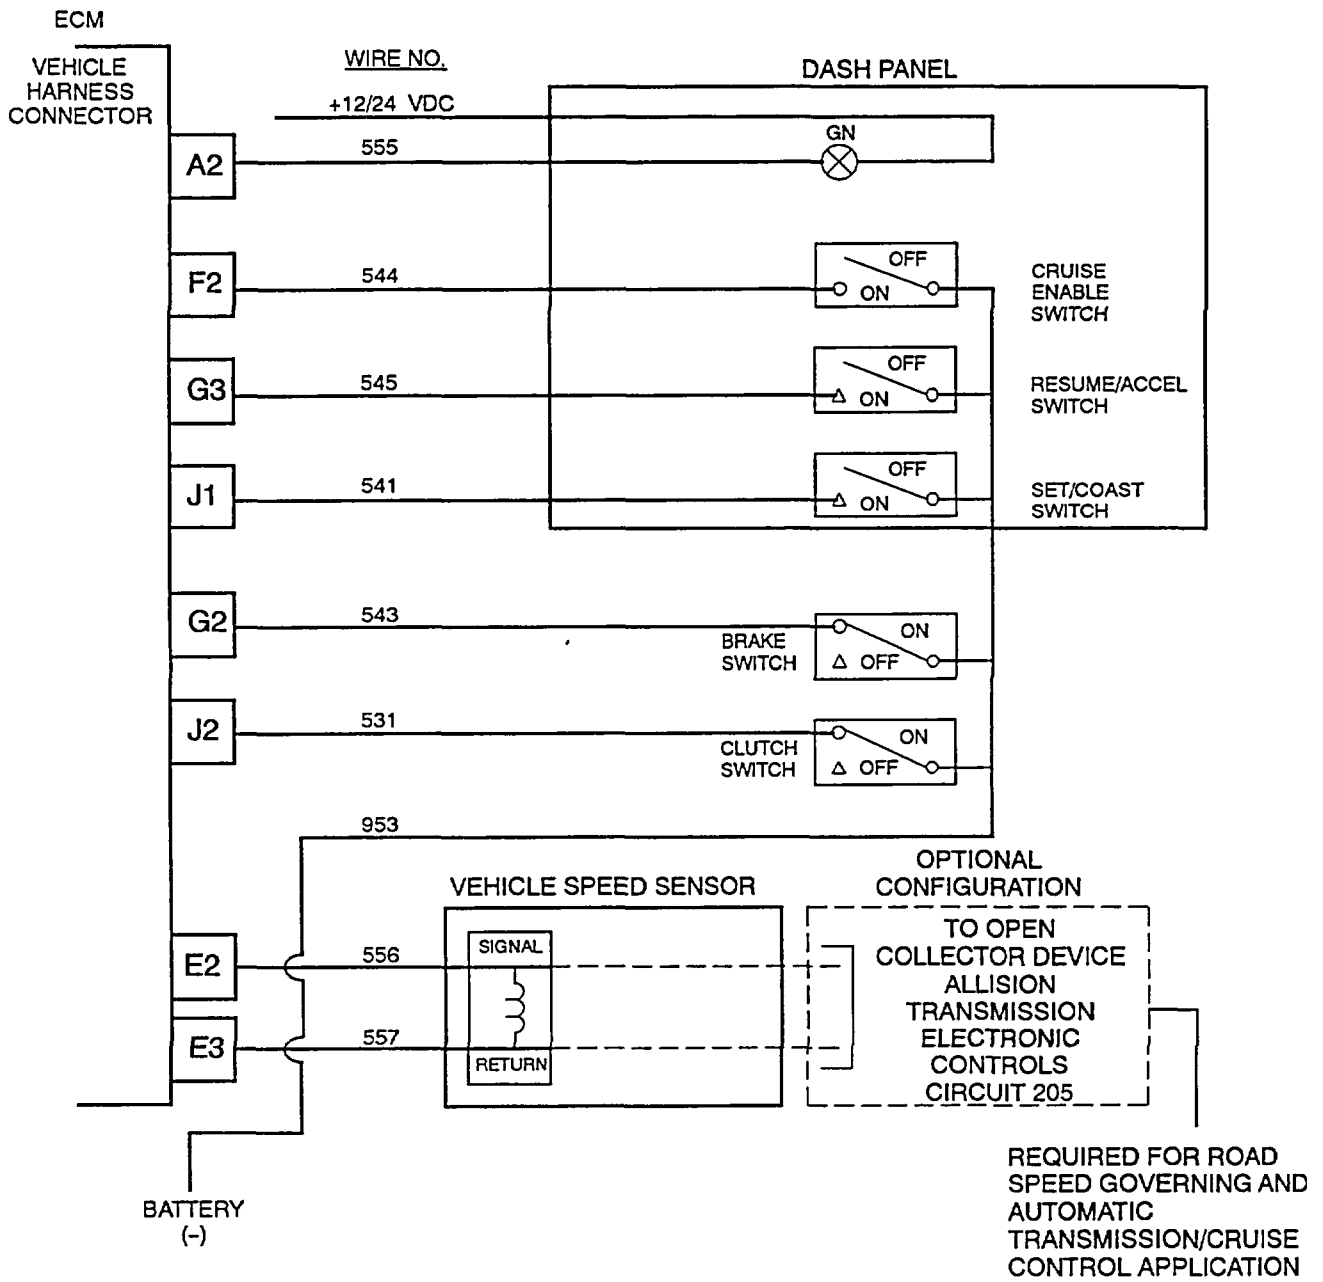 ECM
VEHICLE
HARNESS
CONNECTOR
WIRE NO.
DASH PANEL
+12/24 VDC
A2
555
GN
F2
544
OFF
ON
CRUISE
ENABLE
SWITCH
G3
545
OFF
ON
RESUME/ACCEL
SWITCH
J1
541
OFF
ON
SET/COAST
SWITCH
G2
543
BRAKE
SWITCH
ON
OFF
J2
531
CLUTCH
SWITCH
ON
OFF
953
VEHICLE SPEED SENSOR
OPTIONAL
CONFIGURATION
E2
556
SIGNAL
E3
557
RETURN
TO OPEN
COLLECTOR DEVICE
ALLISION
TRANSMISSION
ELECTRONIC
CONTROLS
CIRCUIT 205
BATTERY
(-)
REQUIRED FOR ROAD
SPEED GOVERNING AND
AUTOMATIC
TRANSMISSION/CRUISE
CONTROL APPLICATION